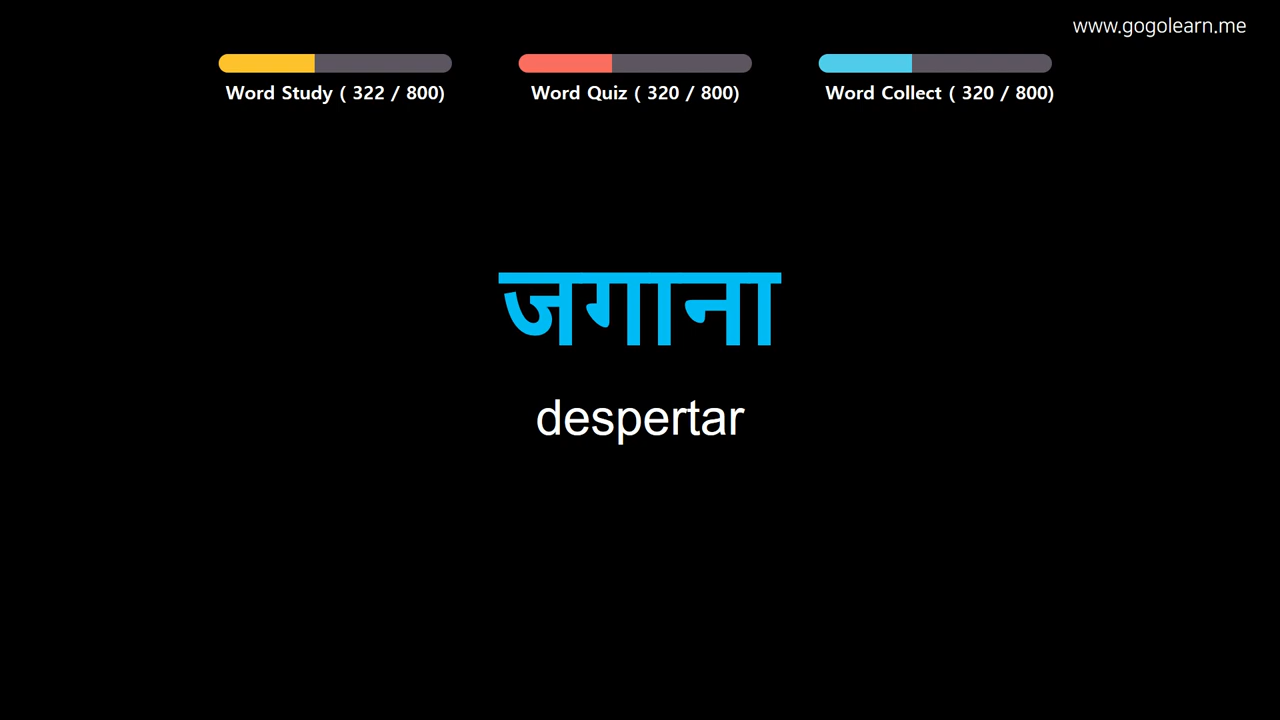 www.gogolearn.me
Word Study ( 322 / 800)
Word Quiz ( 320 / 800)
Word Collect ( 320 / 800)
जगाना
despertar